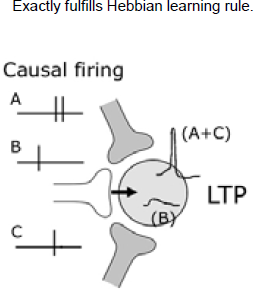 Exactly fulfills Hebbian learning rule.
Causal firing
A
(A+C)
B
LTP
(B)
C